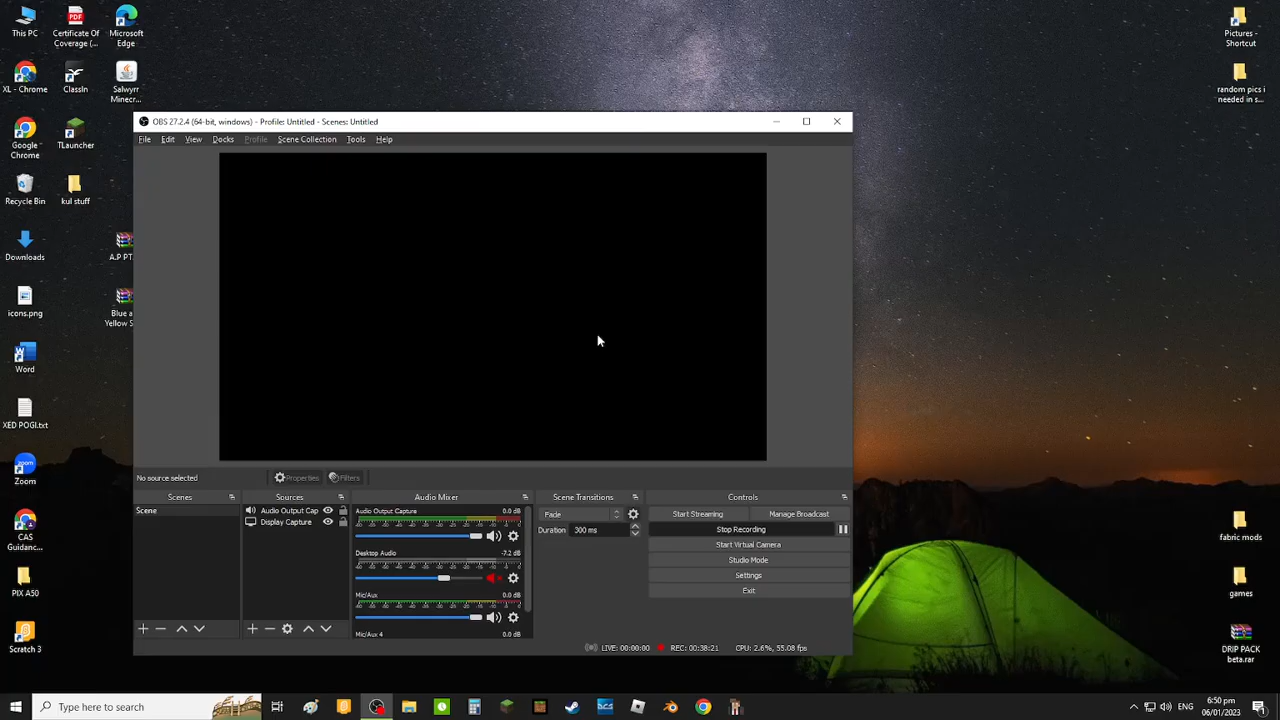 This PC
Certificate Of
Coverage (...
Microsoft
Edge
XL - Chrome
ClassIn
Salwyrr
Minecr...
Google
Chrome
TLauncher
Recycle Bin
kul stuff
Downloads
A.P PT.
icons.png
Blue a
Yellow S
Word
XED POGI.txt
Zoom
CAS
Guidanc...
PIX A50
Scratch 3
Pictures -
Shortcut
random pics i
needed in s...
fabric mods
games
DRIP PACK
beta.rar
OBS 27.2.4 (64-bit, windows) - Profile: Untitled - Scenes: Untitled
File Edit View Docks Profile Scene Collection Tools Help
No source selected
Properties
Filters
Scenes
Scene
Sources
Audio Output Cap
Display Capture
Audio Mixer
Audio Output Capture 0.0 dB
Desktop Audio -7.2 dB
Mic/Aux 0.0 dB
Mic/Aux 4 0.0 dB
Scene Transitions
Fade
Duration 300 ms
Controls
Start Streaming
Manage Broadcast
Stop Recording
Start Virtual Camera
Studio Mode
Settings
Exit
LIVE: 00:00:00 REC: 00:38:21 CPU: 2.6%, 55.08 fps
Type here to search
ENG
6:50 pm
06/01/2023